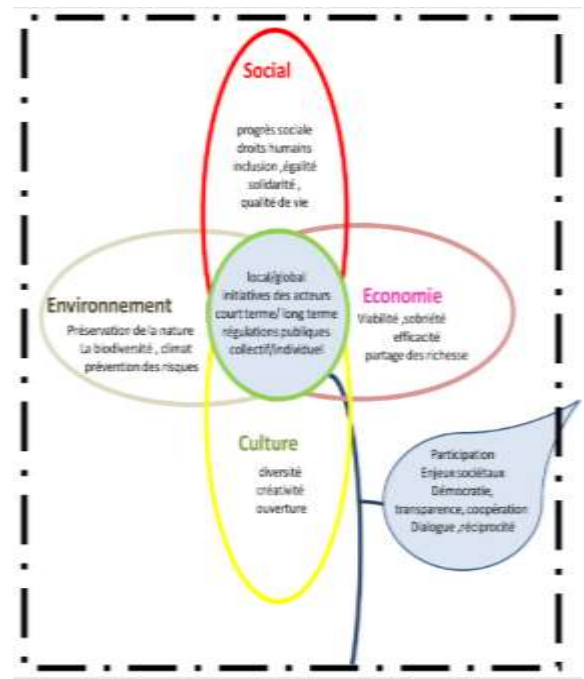 Social
progrès sociale
droits humains
inclusion ,égalité
solidarité ,
qualité de vie
local/global
initiatives des acteurs
court terme/ long terme
régulations publiques
collectif/individuel
Environnement
Préservation de la nature
La biodiversité , climat
prévention des risques
Economie
Viabilité ,sobriété
efficacité
partage des richesse
Culture
diversité
créativité
ouverture
Participation
Enjeux sociétaux
Démocratie,
transparence, coopération
Dialogue ,réciprocité